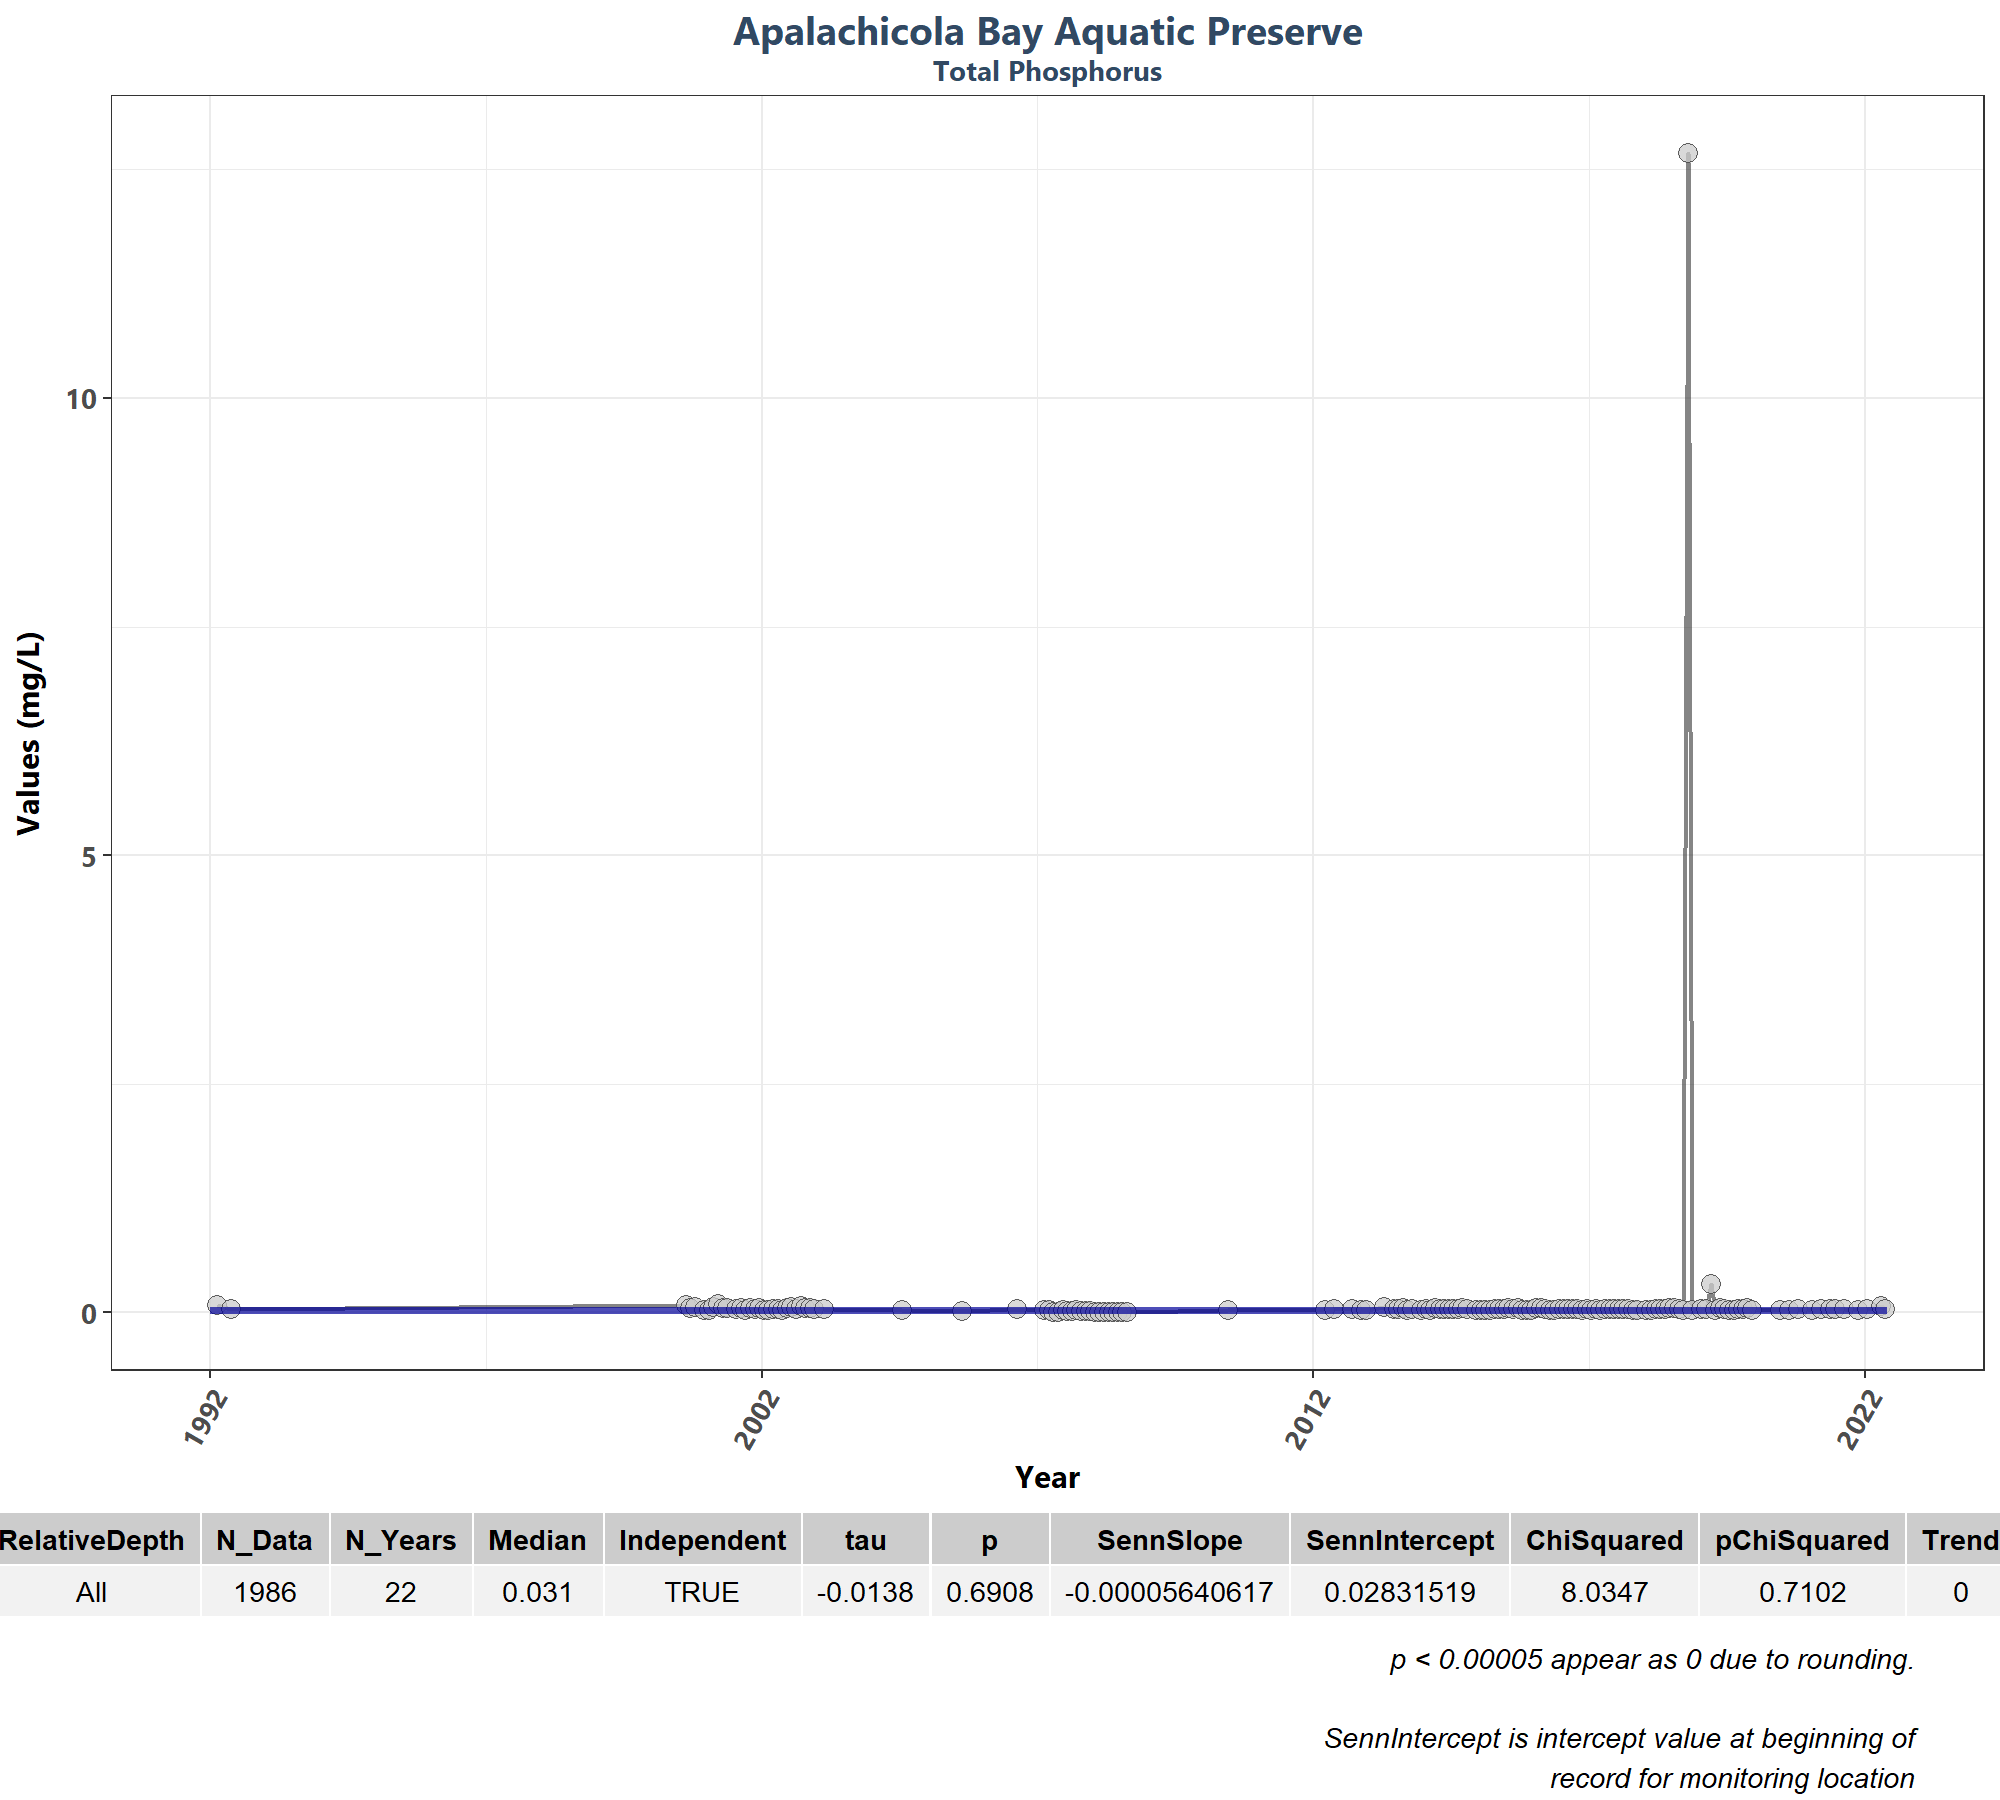 Apalachicola Bay Aquatic Preserve
Total Phosphorus
Values (mg/L)
10
5
0
1992 2002 2012 2022
Year
RelativeDepth N_Data N_Years Median Independent tau p SennSlope SennIntercept ChiSquared pChiSquared Trend
All 1986 22 0.031 TRUE -0.0138 0.6908 -0.00005640617 0.02831519 8.0347 0.7102 0
p < 0.00005 appear as 0 due to rounding.
SennIntercept is intercept value at beginning of
record for monitoring location